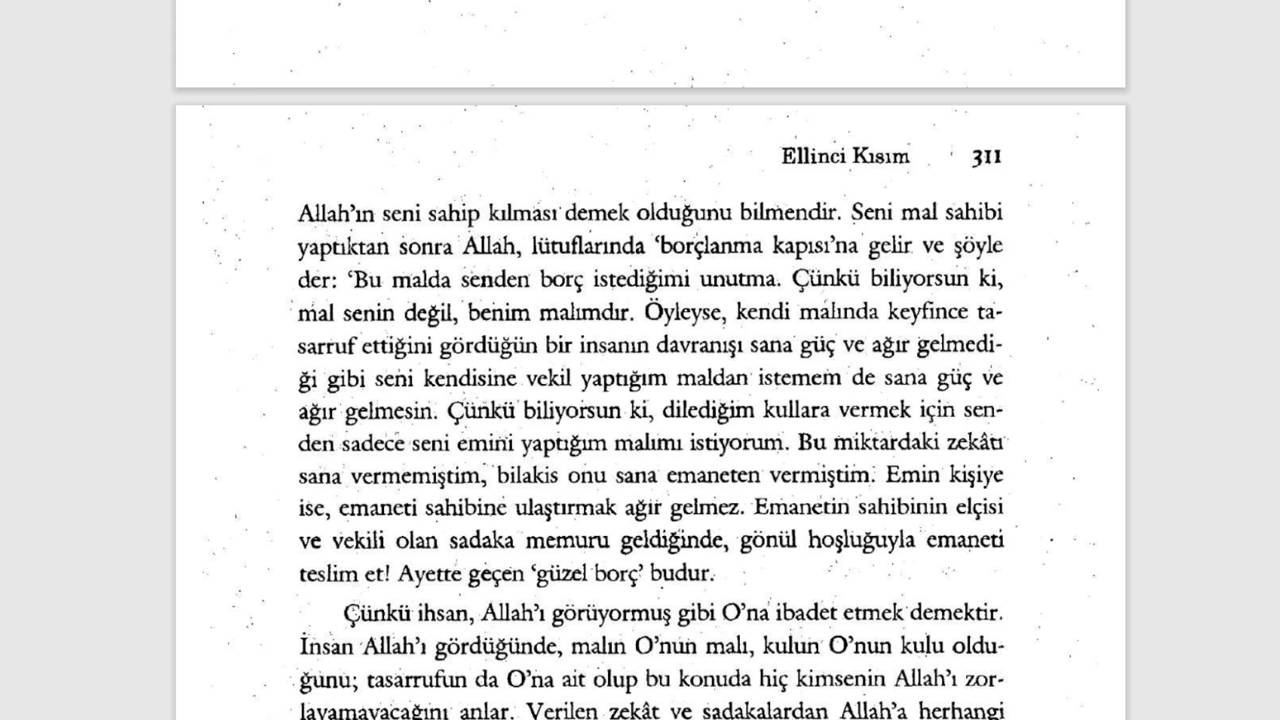 Ellinci Kısım 311
Allah'ın seni sahip kılması demek olduğunu bilmendir. Seni mal sahibi
yaptıktan sonra Allah, lütuflarında 'borçlanma kapısı'na gelir ve şöyle
der: 'Bu malda senden borç istediğimi unutma. Çünkü biliyorsun ki,
mal senin değil, benim malımdır. Öyleyse, kendi malında keyfince ta-
sarruf ettiğini gördüğün bir insanın davranışı sana güç ve ağır gelmedi-
ği gibi seni kendisine vekil yaptığım maldan istemem de sana güç ve
ağır gelmesin. Çünkü biliyorsun ki, dilediğim kullara vermek için sen-
den sadece seni emini yaptığım malımı istiyorum. Bu miktardaki zekâtı
sana vermemiştim, bilakis onu sana emaneten vermiştim. Emin kişiye
ise, emaneti sahibine ulaştırmak ağır gelmez. Emanetin sahibinin elçisi
ve vekili olan sadaka memuru geldiğinde, gönül hoşluğuyla emaneti
teslim et! Ayette geçen 'güzel borç' budur.
Çünkü ihsan, Allah'ı görüyormuş gibi O'na ibadet etmek demektir.
İnsan Allah'ı gördüğünde, malın O'nun malı, kulun O'nun kulu oldu-
ğunu; tasarrufun da O'na ait olup bu konuda hiç kimsenin Allah'ı zor-
layamayacağını anlar. Verilen zekât ve sadakalardan Allah'a herhangi